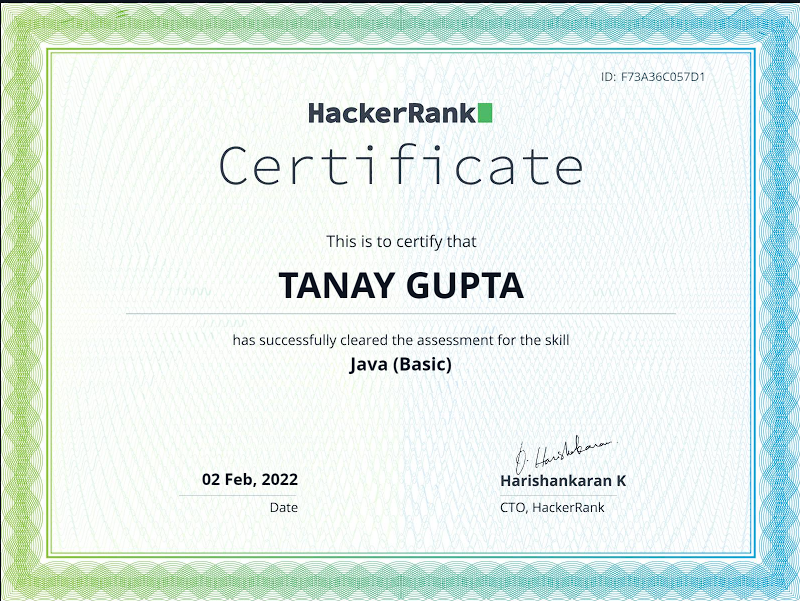 ID: F73A36C057D1
HackerRank
Certificate
This is to certify that
TANAY GUPTA
has successfully cleared the assessment for the skill
Java (Basic)
D. Harishankaran
02 Feb, 2022
Harishankaran K
Date
CTO, HackerRank